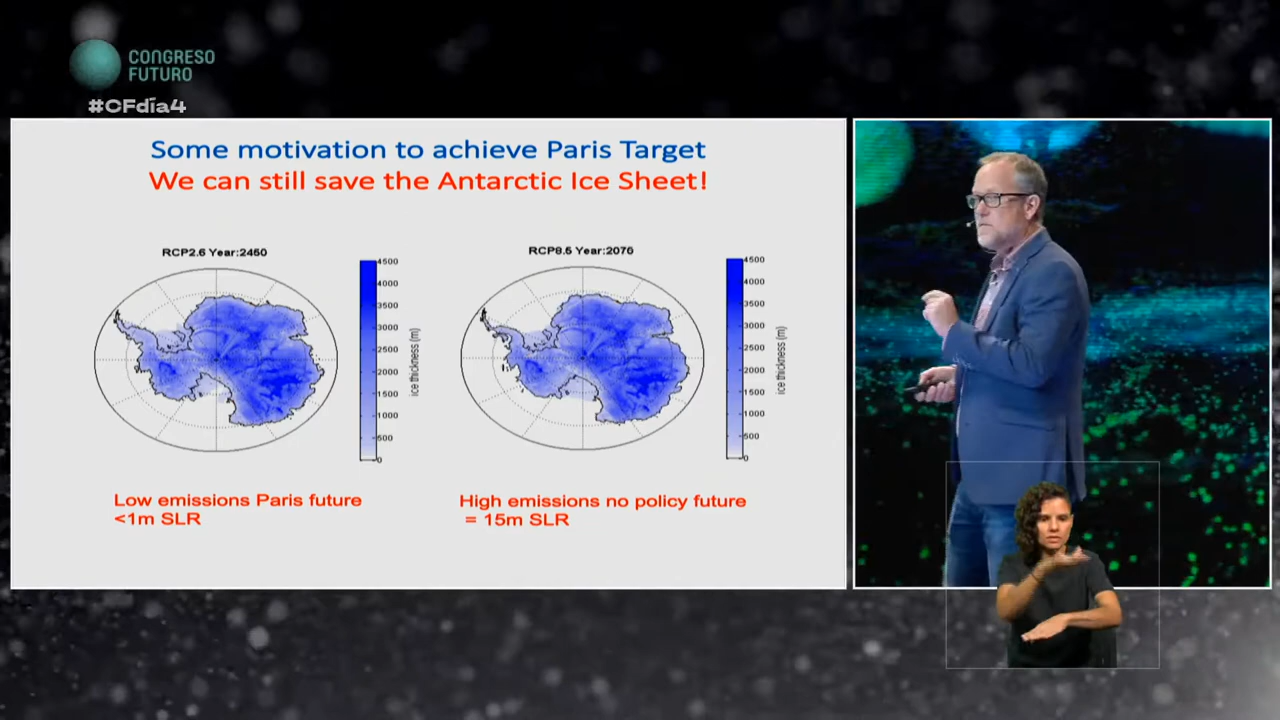 CONGRESO
FUTURO
#CFdía4
Some motivation to achieve Paris Target
We can still save the Antarctic Ice Sheet!
RCP2.6 Year:2450
4500
4000
3500
3000
2500
2000
1500
1000
500
0
ice thickness (m)
RCP8.5 Year:2070
4500
4000
3500
3000
2500
2000
1500
1000
500
0
ice thickness (m)
Low emissions Paris future
<1m SLR
High emissions no policy future
= 15m SLR